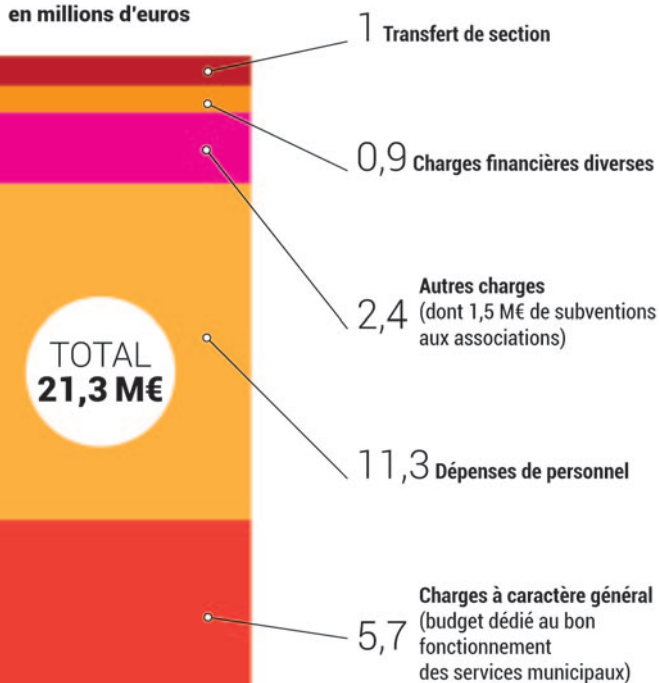 en millions d'euros
1 Transfert de section
0,9 Charges financières diverses
Autres charges
2,4 (dont 1,5 M€ de subventions
aux associations)
TOTAL
21,3 M€
11,3 Dépenses de personnel
Charges à caractère général
(budget dédié au bon
5,7 fonctionnement
des services municipaux)